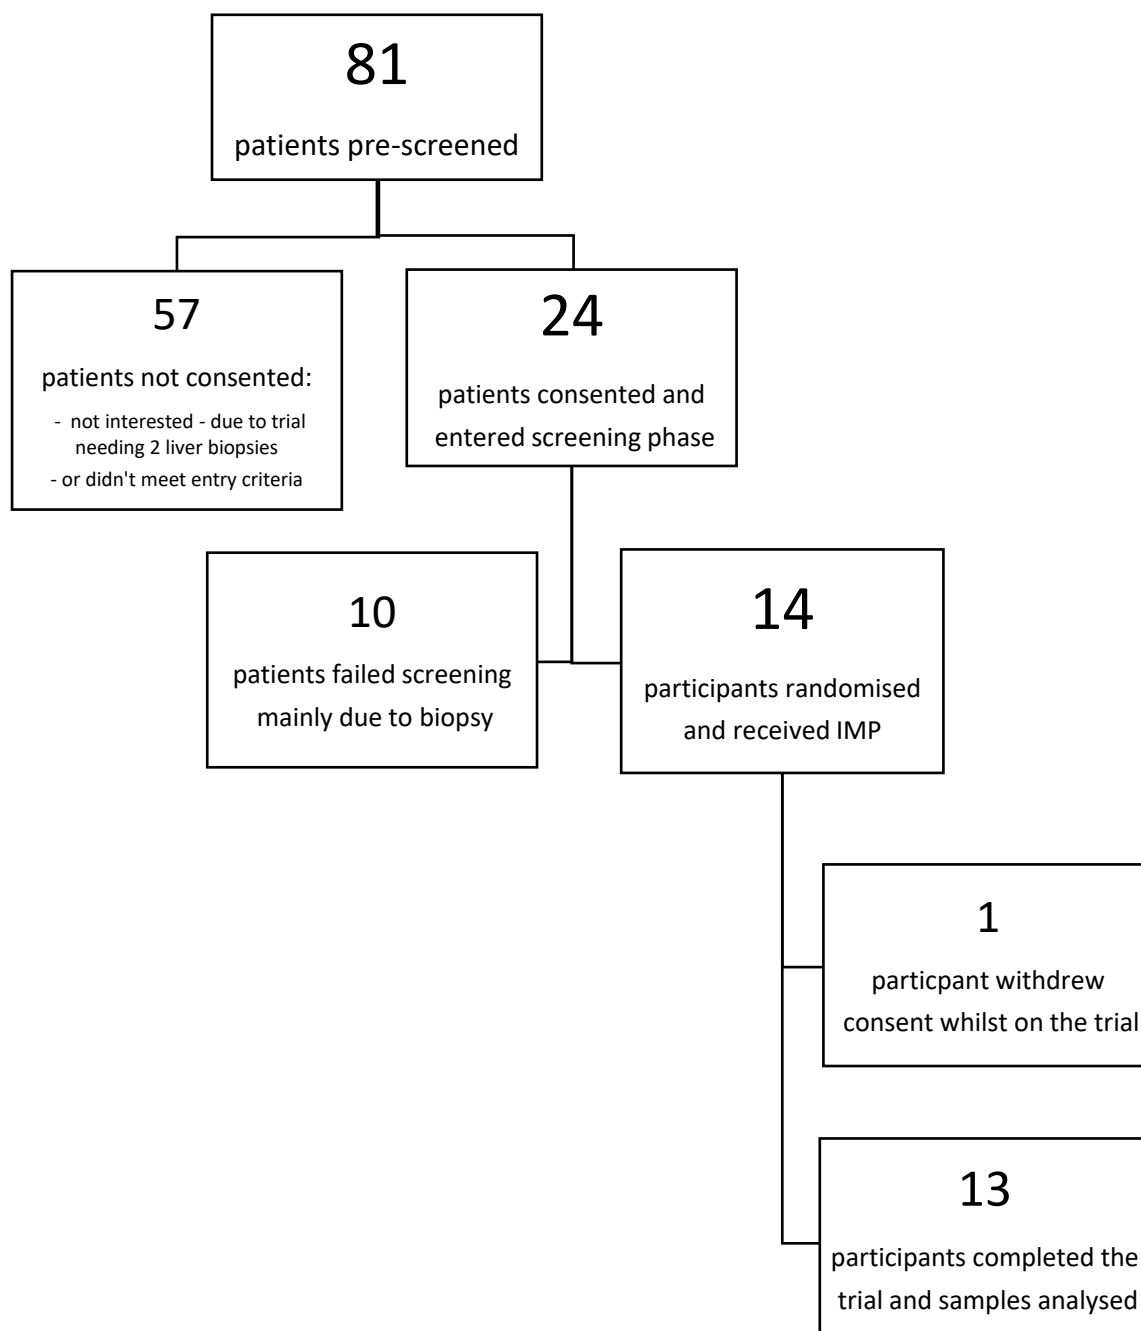 81
patients pre-screened
57
patients not consented:
- not interested - due to trial
needing 2 liver biopsies
- or didn't meet entry criteria
24
patients consented and
entered screening phase
10
patients failed screening
mainly due to biopsy
14
participants randomised
and received IMP
1
particpant withdrew
consent whilst on the trial
13
participants completed the
trial and samples analysed